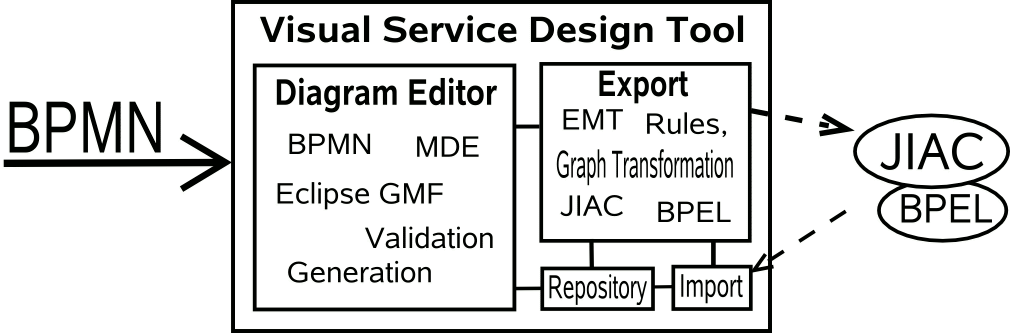 BPMN
Visual Service Design Tool
Diagram Editor
BPMN MDE
Eclipse GMF
Validation
Generation
Export
EMT Rules,
Graph Transformation
JIAC BPEL
Repository
Import
JIAC
BPEL